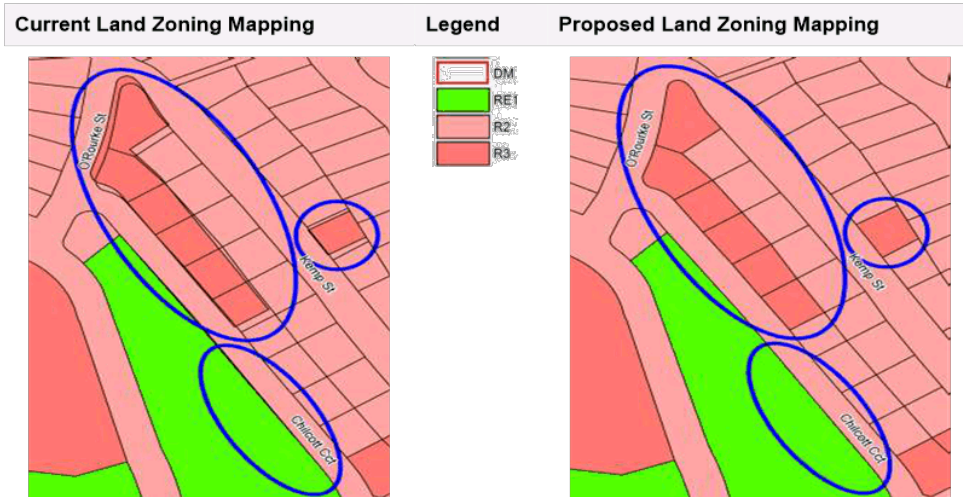 Current Land Zoning Mapping
Legend
Proposed Land Zoning Mapping
DM
RE1
R2
R3
O'Rourke St
Kemp St
Chilcott Cct
O'Rourke St
Kemp St
Chilcott Cct